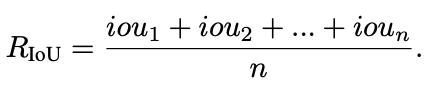 R_IoU = (iou_1 + iou_2 + ... + iou_n) / n.